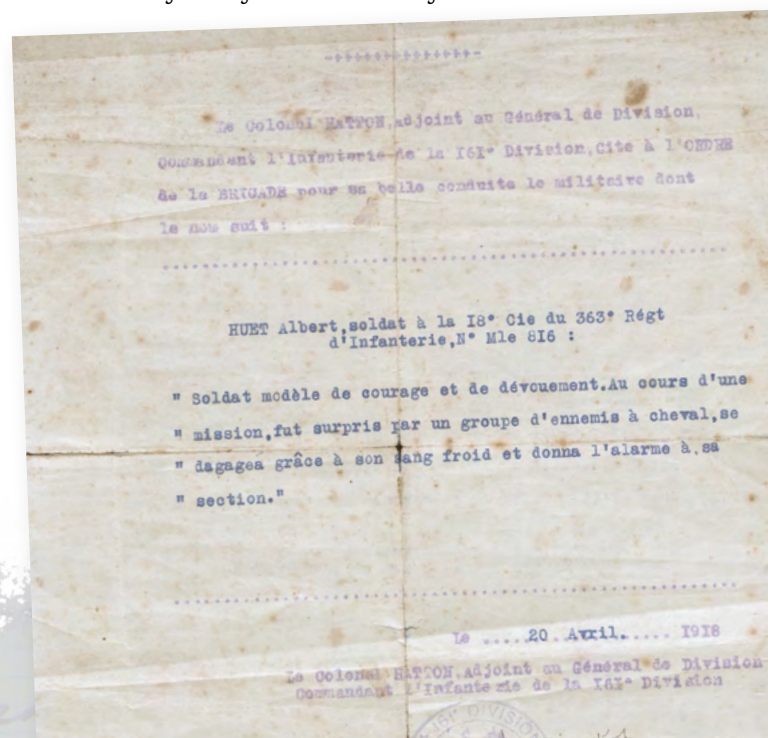 -+++++++++++++++-
Le Colonel HATTON,adjoint au Général de Division,
Commandant l'Infanterie de la I6I° Division,Cite à l'ORDRE
de la BRIGADE pour sa belle conduite le militaire dont
le nom suit :
HUET Albert,soldat à la I8° Cie du 363° Régt
d'Infanterie,N° Mle 8I6 :
" Soldat modèle de courage et de dévouement.Au cours d'une
" mission,fut surpris par un groupe d'ennemis à cheval,se
" dagagea grâce à son sang froid et donna l'alarme à sa
" section."
Le .....20 Avril...... I9I8
Le Colonel HATTON,Adjoint au Général de Division
Commandant l'Infanterie de la I6I° Division
161e DIVISION